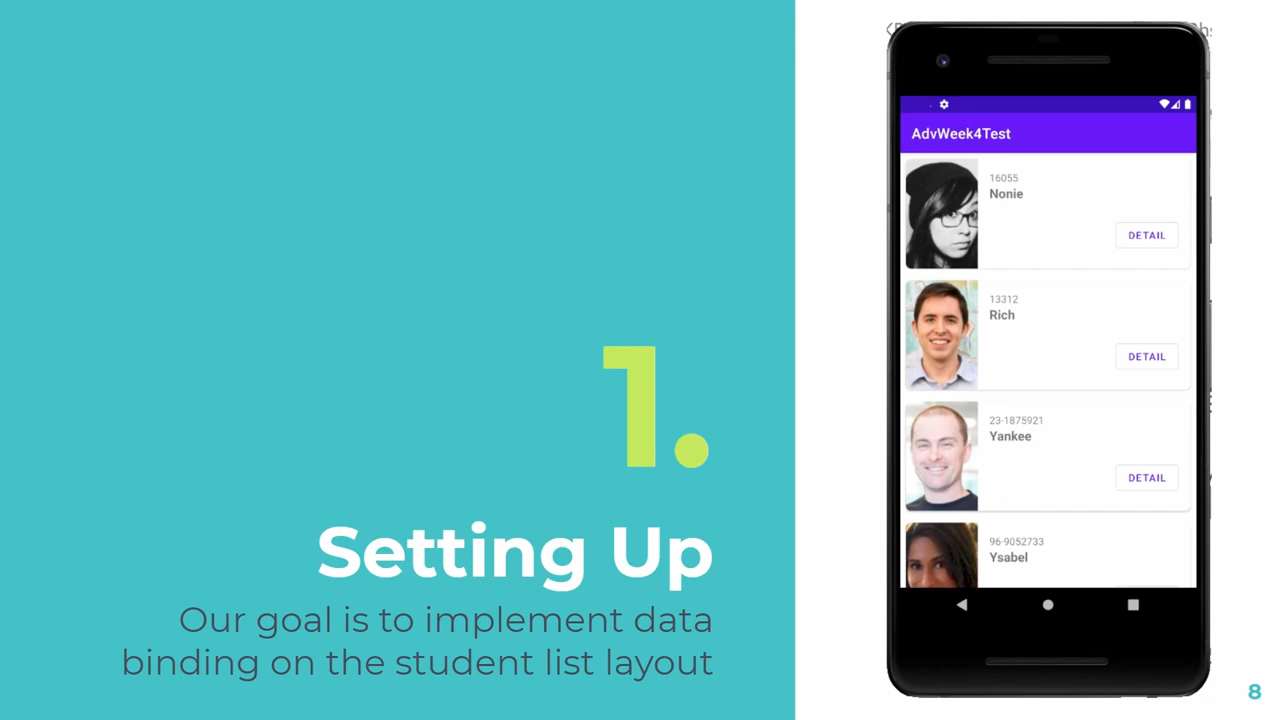 1.
Setting Up
Our goal is to implement data
binding on the student list layout
AdvWeek4Test
16055
Nonie
DETAIL
13312
Rich
DETAIL
23-1875921
Yankee
DETAIL
96-9052733
Ysabel
8